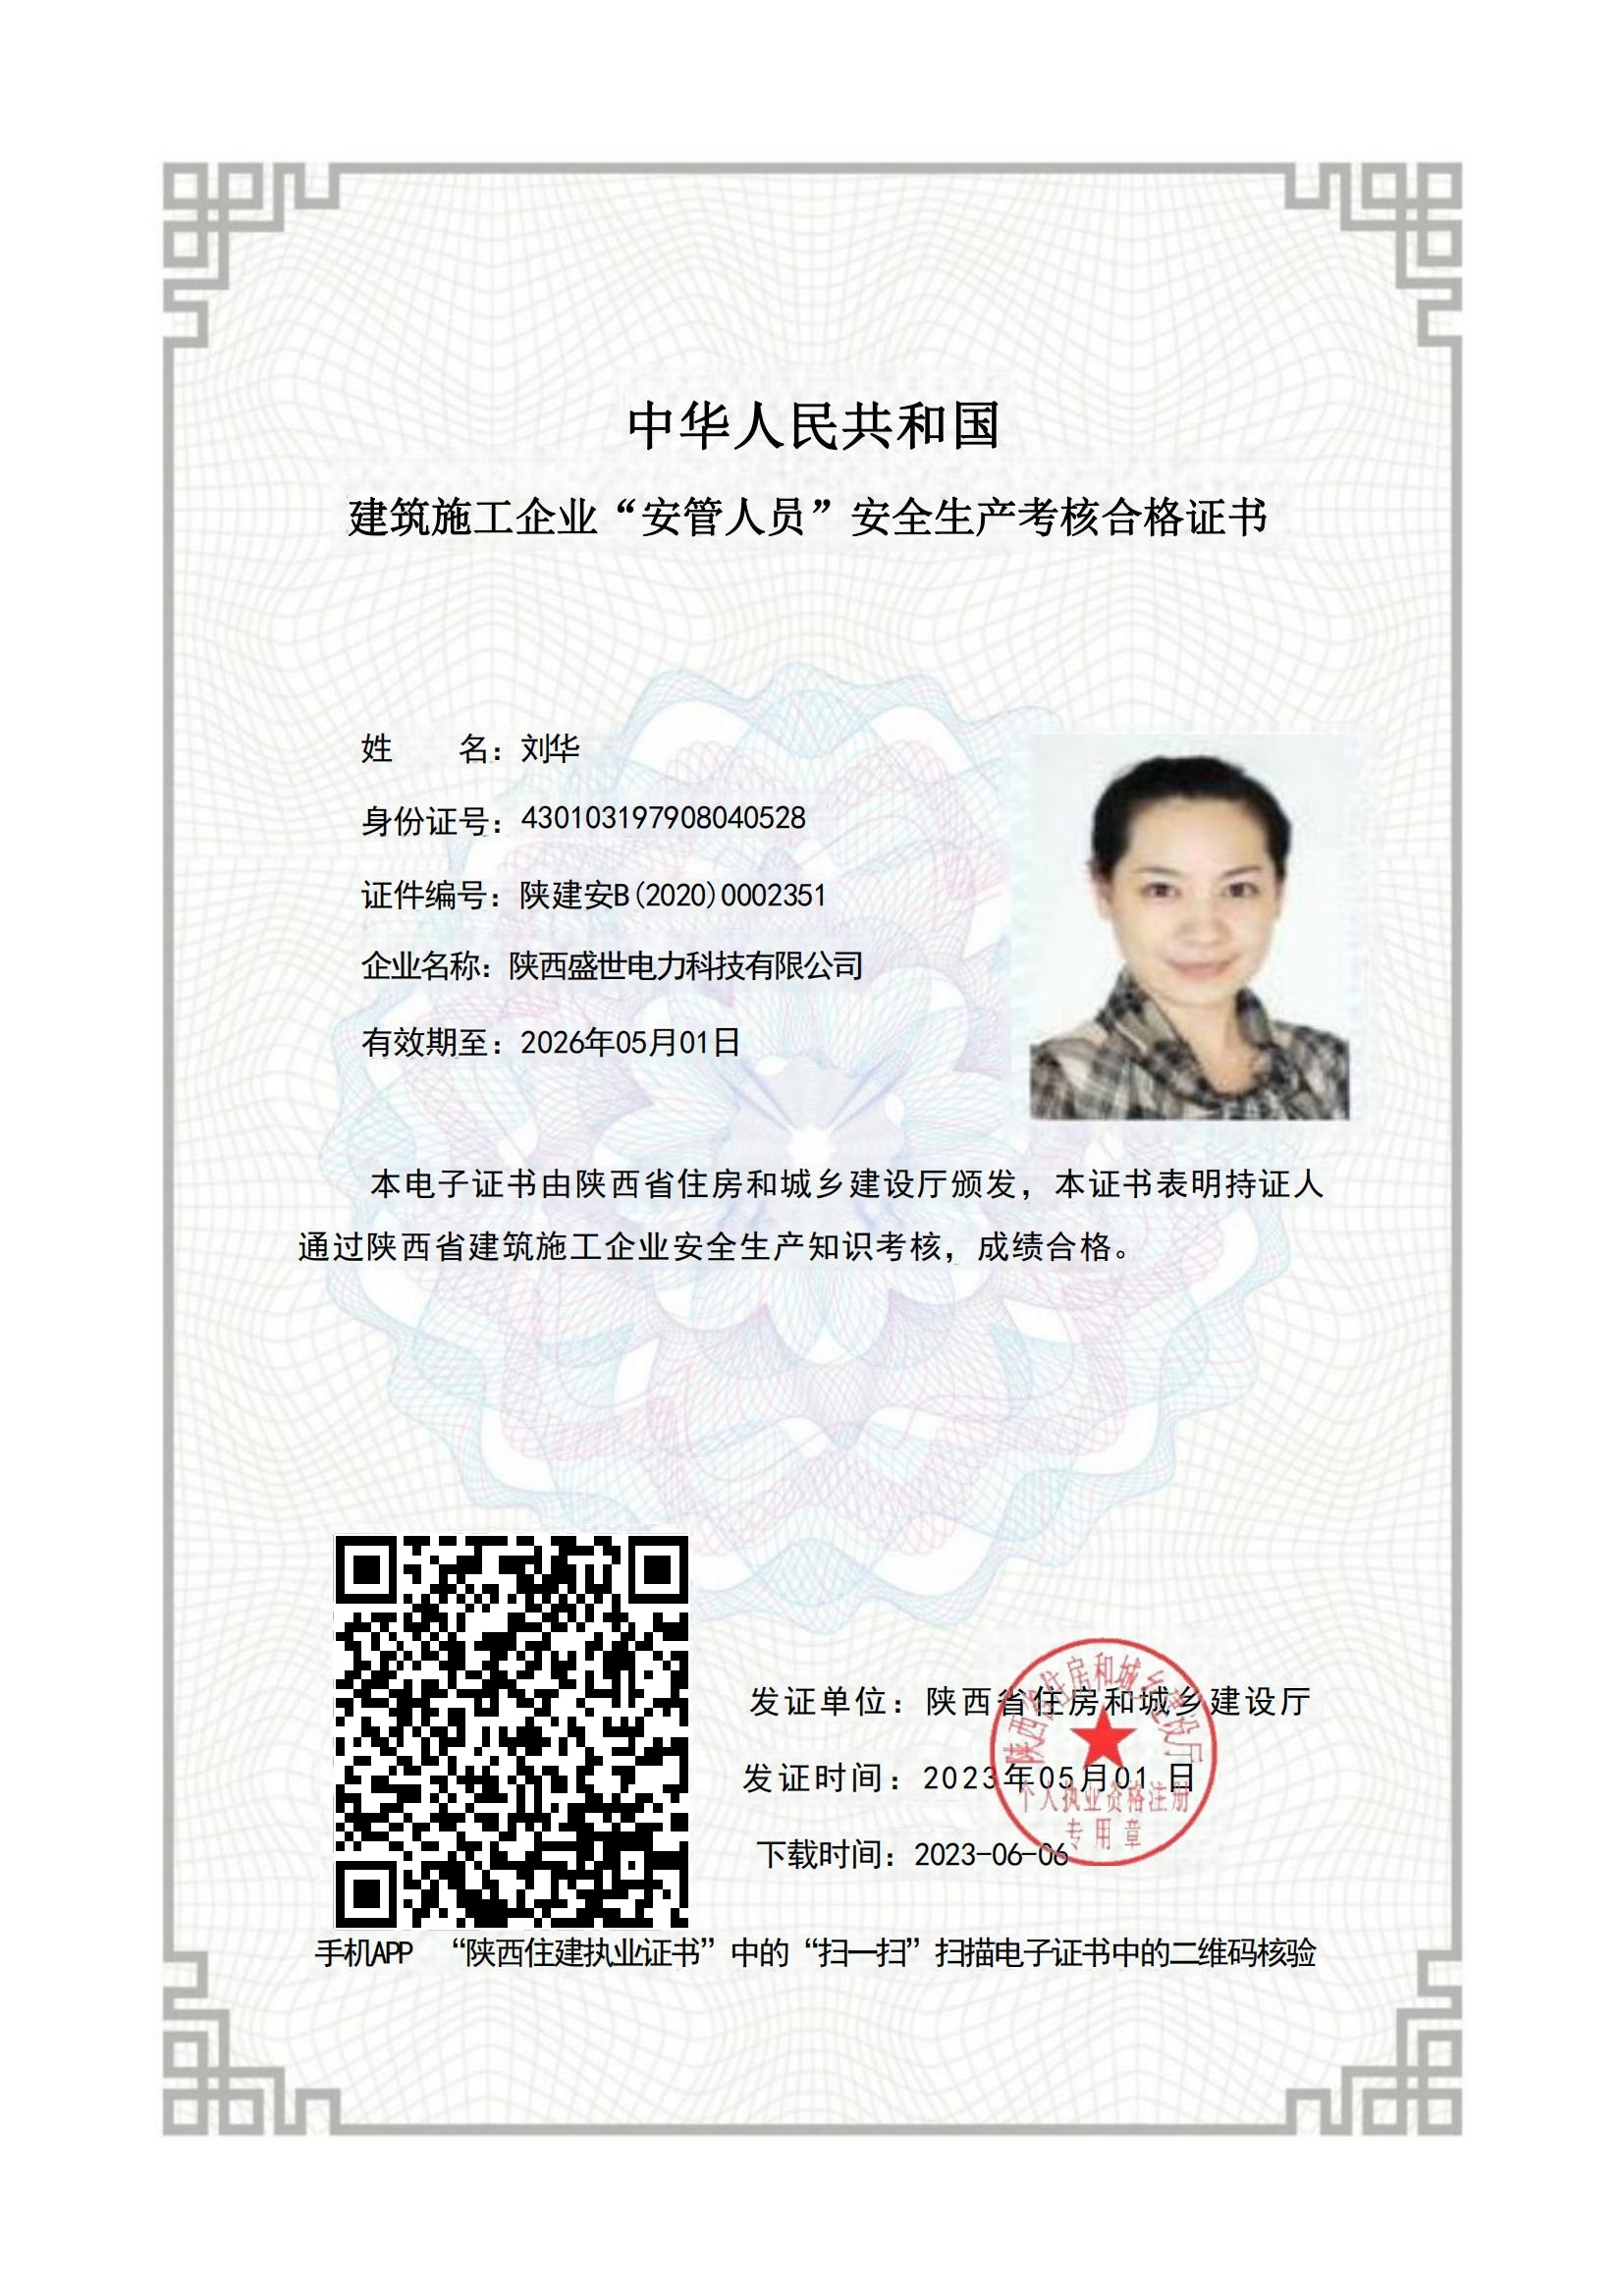 中华人民共和国
建筑施工企业“安管人员”安全生产考核合格证书
姓 名：刘华
身份证号：430103197908040528
证件编号：陕建安B(2020)0002351
企业名称：陕西盛世电力科技有限公司
有效期至：2026年05月01日
本电子证书由陕西省住房和城乡建设厅颁发，本证书表明持证人
通过陕西省建筑施工企业安全生产知识考核，成绩合格。
发证单位：陕西省住房和城乡建设厅
发证时间：2023年05月01 日
下载时间：2023-06-06
陕西省住房和城乡建设厅
个人执业资格注册
专用章
手机APP “陕西住建执业证书”中的“扫一扫”扫描电子证书中的二维码核验